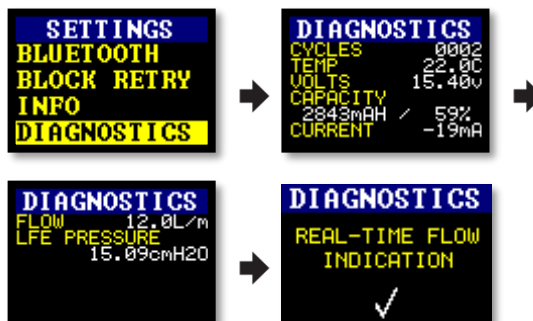 SETTINGS
BLUETOOTH
BLOCK RETRY
INFO
DIAGNOSTICS
DIAGNOSTICS
CYCLES 0002
TEMP 22.0C
VOLTS 15.40v
CAPACITY
2843mAH / 59%
CURRENT -19mA
DIAGNOSTICS
FLOW 12.0L/m
LFE PRESSURE
15.09cmH2O
DIAGNOSTICS
REAL-TIME FLOW
INDICATION